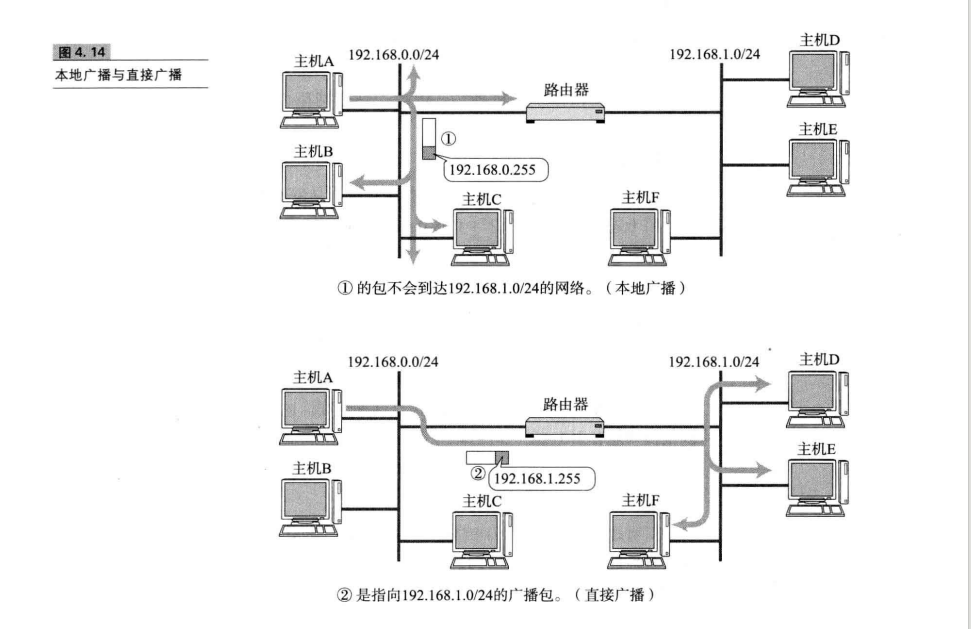 图4.14
本地广播与直接广播
主机A
192.168.0.0/24
192.168.1.0/24
主机D
路由器
主机B
①
192.168.0.255
主机E
主机C
主机F
①的包不会到达192.168.1.0/24的网络。（本地广播）
192.168.0.0/24
192.168.1.0/24
主机D
主机A
路由器
主机B
②
192.168.1.255
主机E
主机C
主机F
②是指向192.168.1.0/24的广播包。（直接广播）